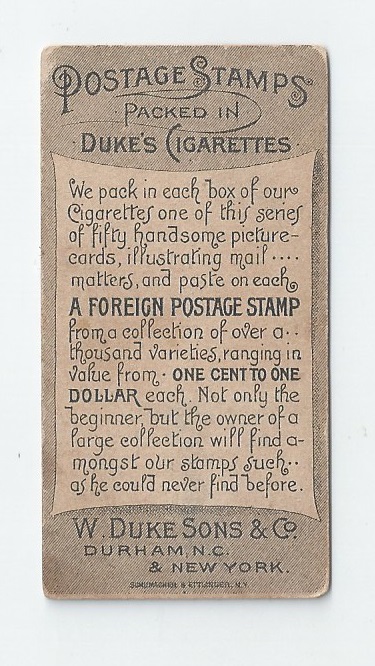 POSTAGE STAMPS
PACKED IN
DUKE'S CIGARETTES
We pack in each box of our
Cigarettes one of this series
of fifty handsome picture-
cards, illustrating mail ····
matters, and paste on each
A FOREIGN POSTAGE STAMP
from a collection of over a··
thousand varieties, ranging in
value from · ONE CENT TO ONE
DOLLAR each. Not only the
beginner, but the owner of a
large collection will find a-
mongst our stamps such··
as he could never find before.
W. DUKE SONS & Co.
DURHAM, N.C.
& NEW YORK.
SCHUMACHER & ETTLINGER, N.Y.